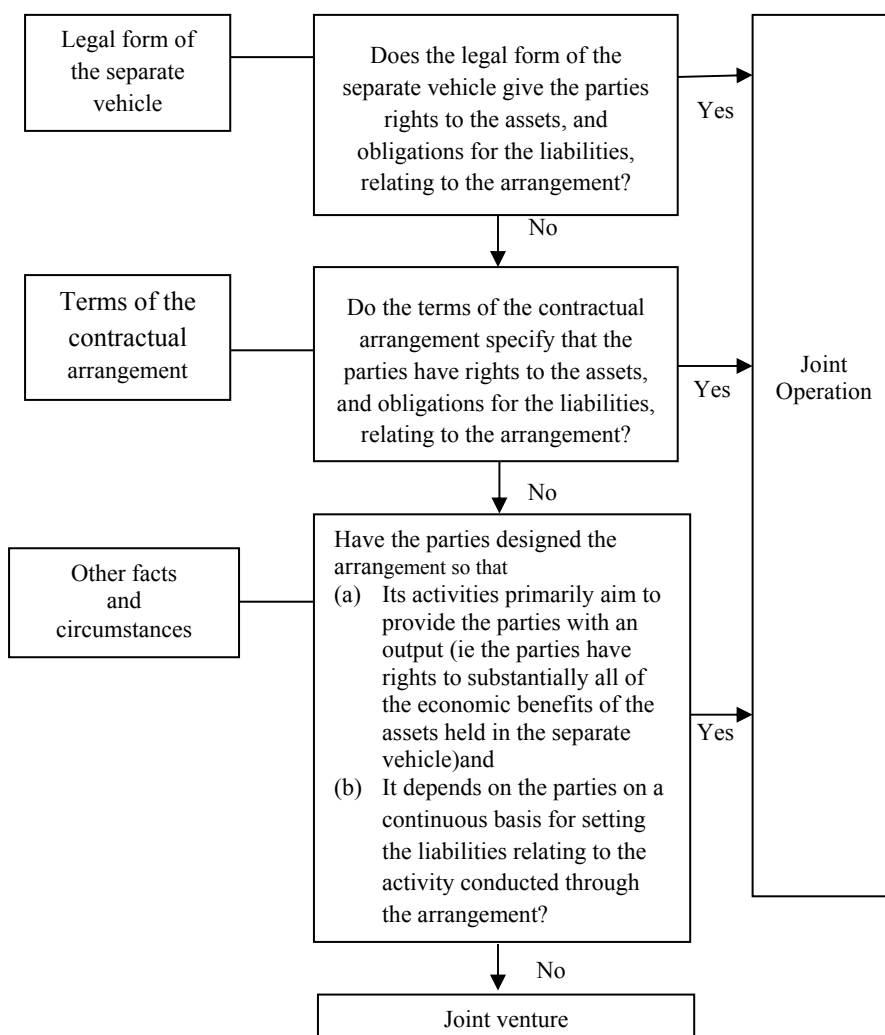 Legal form of
the separate
vehicle
Does the legal form of the
separate vehicle give the parties
rights to the assets, and
obligations for the liabilities,
relating to the arrangement?
Yes
No
Terms of the
contractual
arrangement
Do the terms of the contractual
arrangement specify that the
parties have rights to the assets,
and obligations for the liabilities,
relating to the arrangement?
Yes
Joint
Operation
No
Other facts
and
circumstances
Have the parties designed the
arrangement so that
(a) Its activities primarily aim to
provide the parties with an
output (ie the parties have
rights to substantially all of
the economic benefits of the
assets held in the separate
vehicle)and
(b) It depends on the parties on a
continuous basis for setting
the liabilities relating to the
activity conducted through
the arrangement?
Yes
No
Joint venture